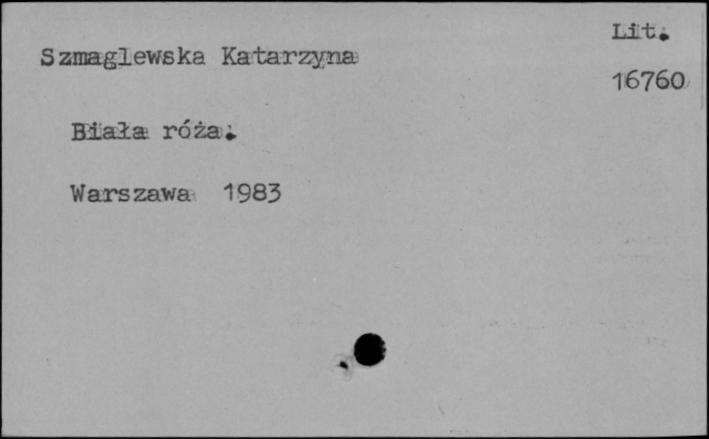 Lit.
Szmaglewska Katarzyna
16760
Biała róża.
Warszawa 1983